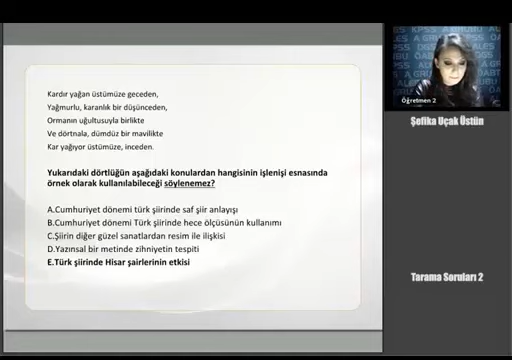 Kardır yağan üstümüze geceden,
Yağmurlu, karanlık bir düşünceden,
Ormanın uğultusuyla birlikte
Ve dörtnala, dümdüz bir mavilikte
Kar yağıyor üstümüze, inceden.
Yukarıdaki dörtlüğün aşağıdaki konulardan hangisinin işlenişi esnasında
örnek olarak kullanılabileceği söylenemez?
A.Cumhuriyet dönemi türk şiirinde saf şiir anlayışı
B.Cumhuriyet dönemi Türk şiirinde hece ölçüsünün kullanımı
C.Şiirin diğer güzel sanatlardan resim ile ilişkisi
D.Yazınsal bir metinde zihniyetin tespiti
E.Türk şiirinde Hisar şairlerinin etkisi
Öğretmen 2
Şefika Uçak Üstün
Tarama Soruları 2